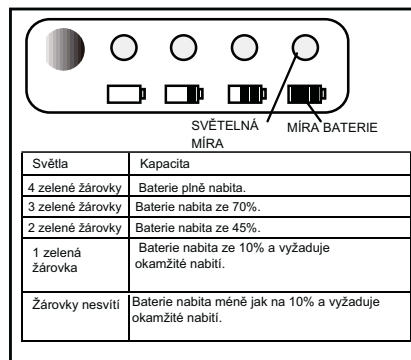 SVĚTELNÁ
MÍRA
MÍRA BATERIE
Světla Kapacita
4 zelené žárovky Baterie plně nabita.
3 zelené žárovky Baterie nabita ze 70%.
2 zelené žárovky Baterie nabita ze 45%.
1 zelená
žárovka
Baterie nabita ze 10% a vyžaduje
okamžité nabití.
Žárovky nesvítí
Baterie nabita méně jak na 10% a vyžaduje
okamžité nabití.